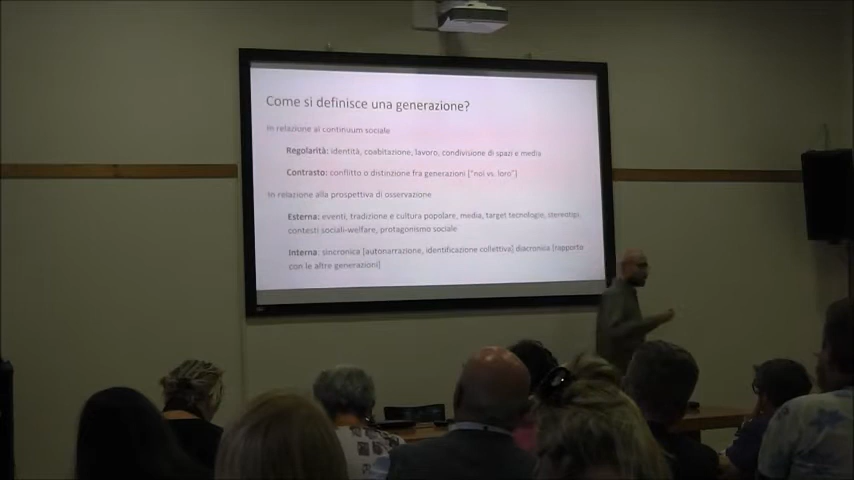 Come si definisce una generazione?
In relazione al continuum sociale
Regolarità: identità, coabitazione, lavoro, condivisione di spazi e media
Contrasto: conflitto o distinzione fra generazioni ["noi vs. loro"]
In relazione alla prospettiva di osservazione
Esterna: eventi, tradizione e cultura popolare, media, target tecnologie, stereotipi,
contesti sociali-welfare, protagonismo sociale
Interna: sincronica [autonarrazione, identificazione collettiva] diacronica [rapporto
con le altre generazioni]